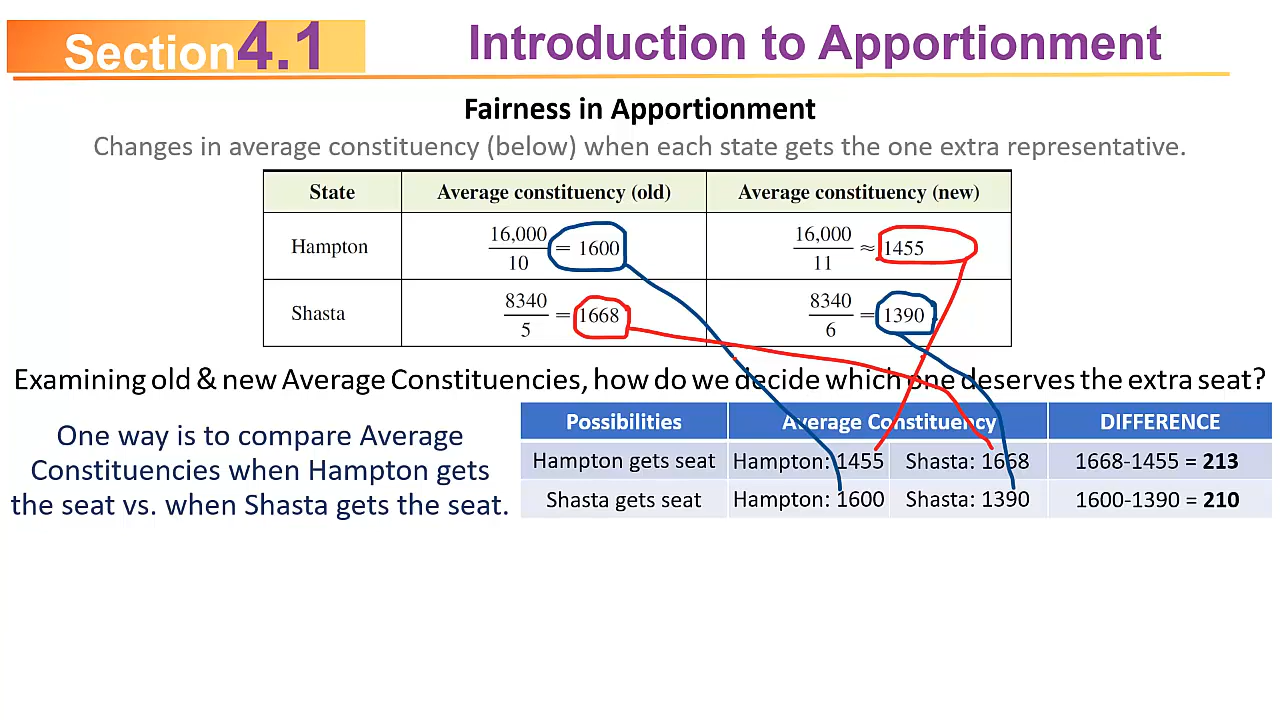 Section 4.1
Introduction to Apportionment
Fairness in Apportionment
Changes in average constituency (below) when each state gets the one extra representative.
State Average constituency (old) Average constituency (new)
Hampton 16,000/10 = 1600 16,000/11 ≈ 1455
Shasta 8340/5 = 1668 8340/6 = 1390
Examining old & new Average Constituencies, how do we decide which one deserves the extra seat?
One way is to compare Average
Constituencies when Hampton gets
the seat vs. when Shasta gets the seat.
Possibilities Average Constituency DIFFERENCE
Hampton gets seat Hampton: 1455 Shasta: 1668 1668-1455 = 213
Shasta gets seat Hampton: 1600 Shasta: 1390 1600-1390 = 210